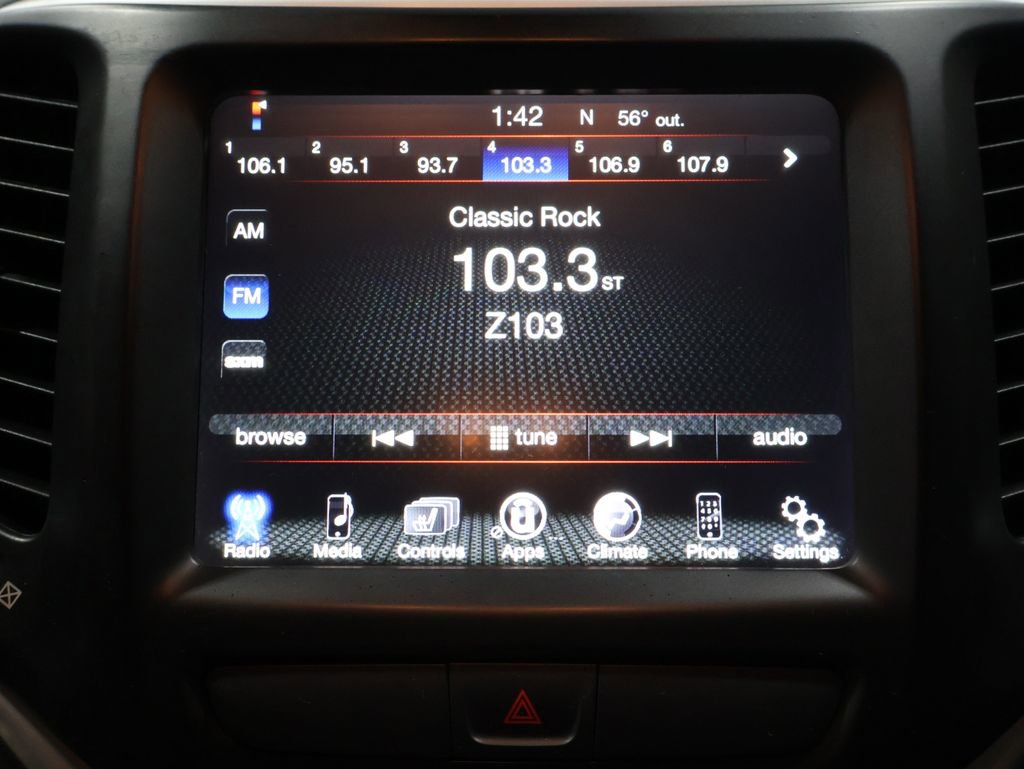 1:42 N 56° out.
1 106.1 2 95.1 3 93.7 4 103.3 5 106.9 6 107.9
AM
Classic Rock
103.3 ST
FM
Z103
sxm
browse tune audio
Radio Media Controls Apps Climate Phone Settings